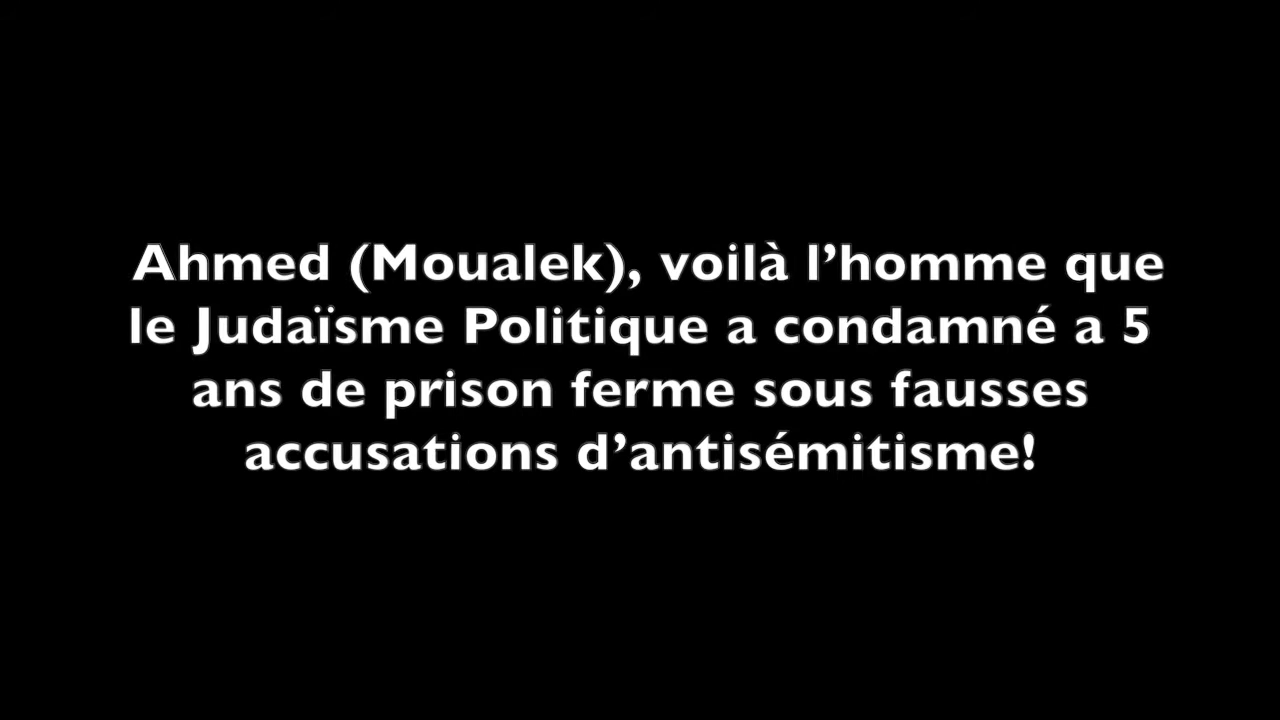 Ahmed (Moualek), voilà l’homme que
le Judaïsme Politique a condamné a 5
ans de prison ferme sous fausses
accusations d’antisémitisme!